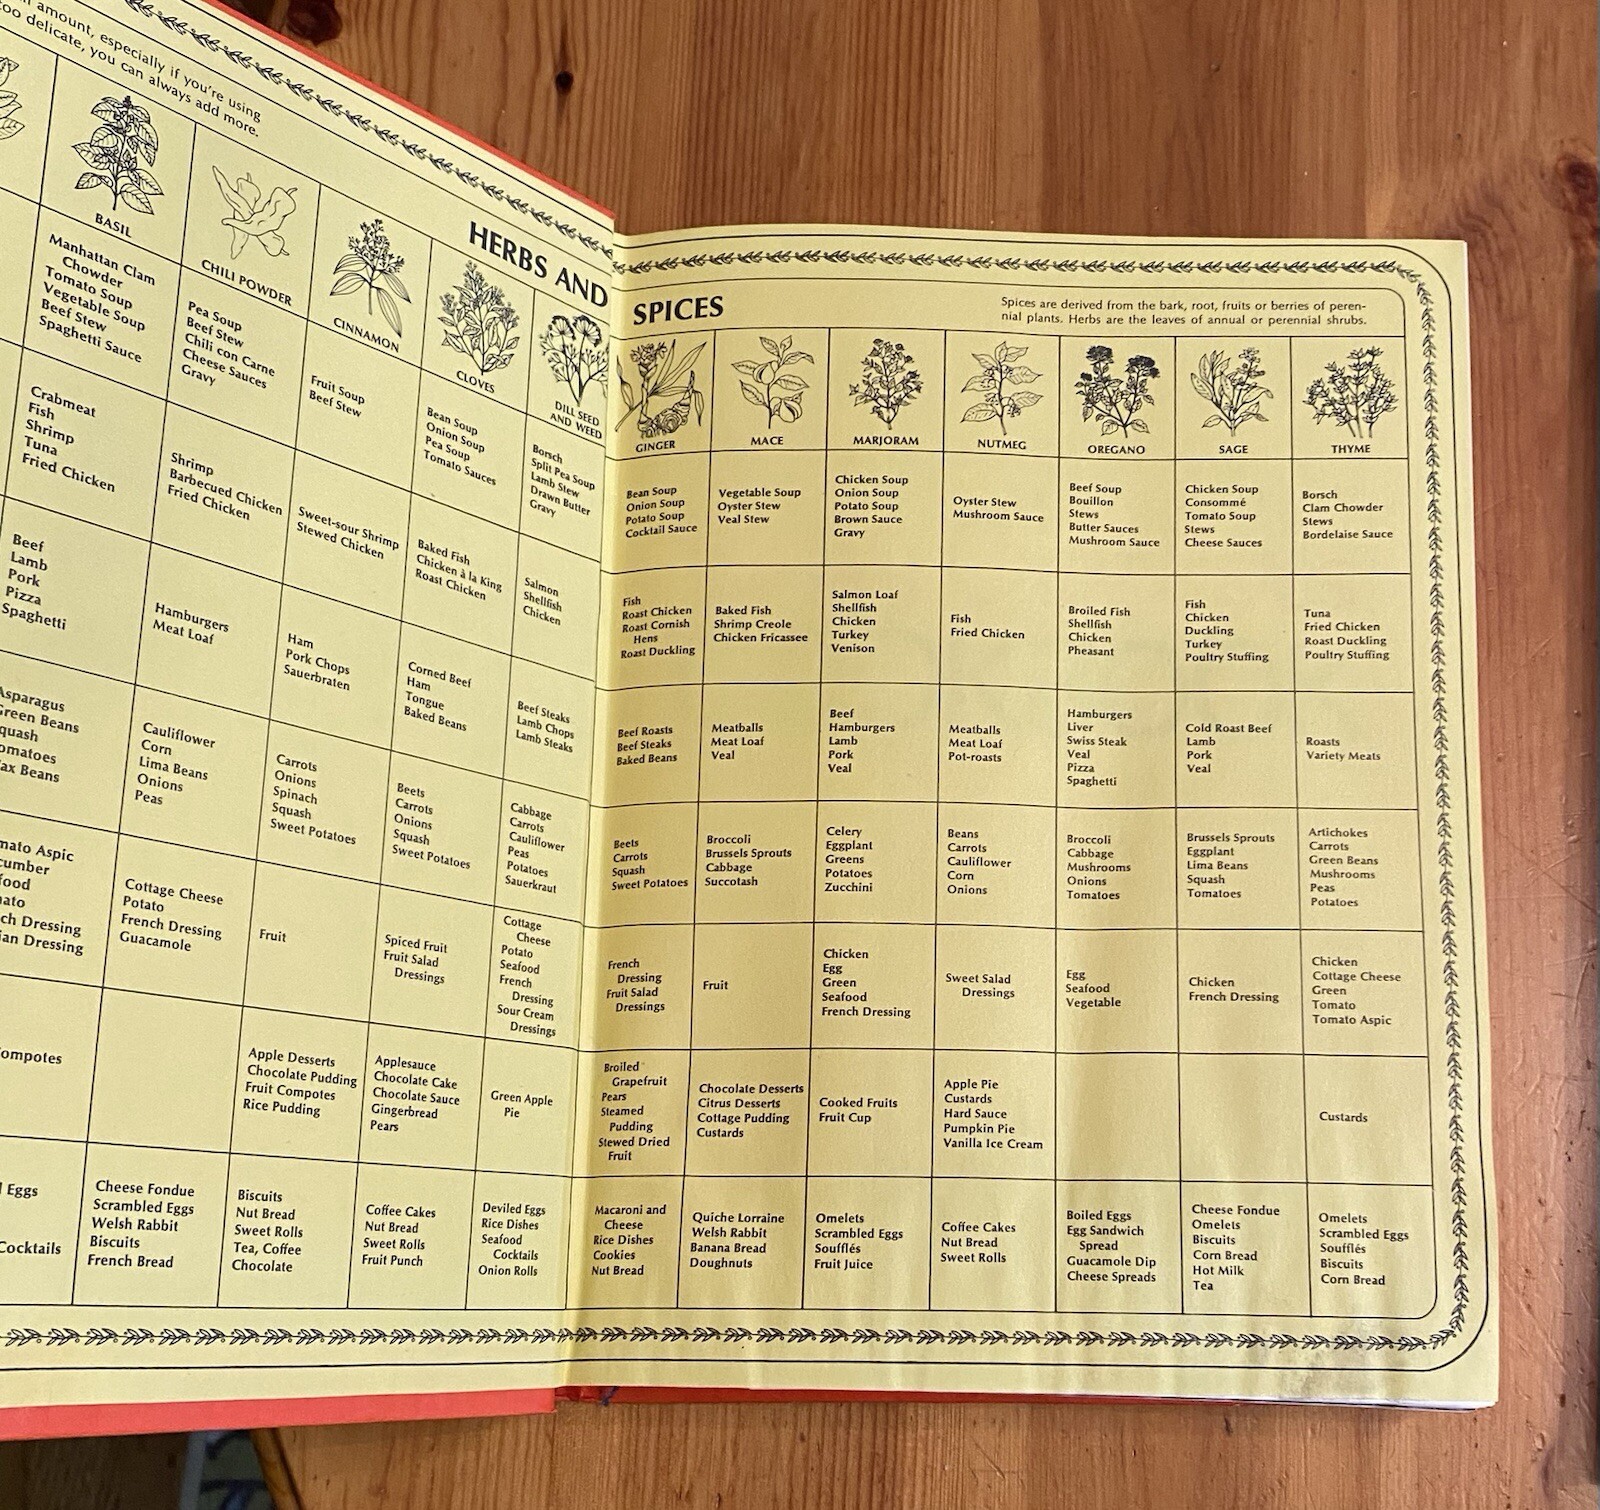 amount, especially if you're using
too delicate, you can always add more.
HERBS AND
SPICES
Spices are derived from the bark, root, fruits or berries of peren-
nial plants. Herbs are the leaves of annual or perennial shrubs.
BASIL
Manhattan Clam
Chowder
Tomato Soup
Vegetable Soup
Beef Stew
Spaghetti Sauce
CHILI POWDER
Pea Soup
Beef Stew
Chili con Carne
Cheese Sauces
Gravy
CINNAMON
Fruit Soup
Beef Stew
CLOVES
Bean Soup
Onion Soup
Pea Soup
Tomato Sauces
DILL SEED
AND WEED
Borsch
Split Pea Soup
Lamb Stew
Drawn Butter
Gravy
GINGER
Bean Soup
Onion Soup
Potato Soup
Cocktail Sauce
MACE
Vegetable Soup
Oyster Stew
Veal Stew
MARJORAM
Chicken Soup
Onion Soup
Potato Soup
Brown Sauce
Gravy
NUTMEG
Oyster Stew
Mushroom Sauce
OREGANO
Beef Soup
Bouillon
Stews
Butter Sauces
Mushroom Sauce
SAGE
Chicken Soup
Consommé
Tomato Soup
Stews
Cheese Sauces
THYME
Borsch
Clam Chowder
Stews
Bordelaise Sauce
Crabmeat
Fish
Shrimp
Tuna
Fried Chicken
Shrimp
Barbecued Chicken
Fried Chicken
Sweet-sour Shrimp
Stewed Chicken
Baked Fish
Chicken à la King
Roast Chicken
Salmon
Shellfish
Chicken
Fish
Roast Chicken
Roast Cornish
Hens
Roast Duckling
Baked Fish
Shrimp Creole
Chicken Fricassee
Salmon Loaf
Shellfish
Chicken
Turkey
Venison
Fish
Fried Chicken
Broiled Fish
Shellfish
Chicken
Pheasant
Fish
Chicken
Duckling
Turkey
Poultry Stuffing
Tuna
Fried Chicken
Roast Duckling
Poultry Stuffing
Beef
Lamb
Pork
Pizza
Spaghetti
Hamburgers
Meat Loaf
Ham
Pork Chops
Sauerbraten
Corned Beef
Ham
Tongue
Baked Beans
Beef Steaks
Lamb Chops
Lamb Steaks
Beef Roasts
Beef Steaks
Baked Beans
Meatballs
Meat Loaf
Veal
Beef
Hamburgers
Lamb
Pork
Veal
Meatballs
Meat Loaf
Pot-roasts
Hamburgers
Liver
Swiss Steak
Veal
Pizza
Spaghetti
Cold Roast Beef
Lamb
Pork
Veal
Roasts
Variety Meats
Asparagus
Green Beans
quash
omatoes
ax Beans
Cauliflower
Corn
Lima Beans
Onions
Peas
Carrots
Onions
Spinach
Squash
Sweet Potatoes
Beets
Carrots
Onions
Squash
Sweet Potatoes
Cabbage
Carrots
Cauliflower
Peas
Potatoes
Sauerkraut
Beets
Carrots
Squash
Sweet Potatoes
Broccoli
Brussels Sprouts
Cabbage
Succotash
Celery
Eggplant
Greens
Potatoes
Zucchini
Beans
Carrots
Cauliflower
Corn
Onions
Broccoli
Cabbage
Mushrooms
Onions
Tomatoes
Brussels Sprouts
Eggplant
Lima Beans
Squash
Tomatoes
Artichokes
Carrots
Green Beans
Mushrooms
Peas
Potatoes
mato Aspic
cumber
food
ato
ch Dressing
ian Dressing
Cottage Cheese
Potato
French Dressing
Guacamole
Fruit
Spiced Fruit
Fruit Salad
Dressings
Cottage
Cheese
Potato
Seafood
French
Dressing
Sour Cream
Dressings
French
Dressing
Fruit Salad
Dressings
Fruit
Chicken
Egg
Green
Seafood
French Dressing
Sweet Salad
Dressings
Egg
Seafood
Vegetable
Chicken
French Dressing
Chicken
Cottage Cheese
Green
Tomato
Tomato Aspic
ompotes
Apple Desserts
Chocolate Pudding
Fruit Compotes
Rice Pudding
Applesauce
Chocolate Cake
Chocolate Sauce
Gingerbread
Pears
Green Apple
Pie
Broiled
Grapefruit
Pears
Steamed
Pudding
Stewed Dried
Fruit
Chocolate Desserts
Citrus Desserts
Cottage Pudding
Custards
Cooked Fruits
Fruit Cup
Apple Pie
Custards
Hard Sauce
Pumpkin Pie
Vanilla Ice Cream
Custards
Eggs
Cocktails
Cheese Fondue
Scrambled Eggs
Welsh Rabbit
Biscuits
French Bread
Biscuits
Nut Bread
Sweet Rolls
Tea, Coffee
Chocolate
Coffee Cakes
Nut Bread
Sweet Rolls
Fruit Punch
Deviled Eggs
Rice Dishes
Seafood
Cocktails
Onion Rolls
Macaroni and
Cheese
Rice Dishes
Cookies
Nut Bread
Quiche Lorraine
Welsh Rabbit
Banana Bread
Doughnuts
Omelets
Scrambled Eggs
Soufflés
Fruit Juice
Coffee Cakes
Nut Bread
Sweet Rolls
Boiled Eggs
Egg Sandwich
Spread
Guacamole Dip
Cheese Spreads
Cheese Fondue
Omelets
Biscuits
Corn Bread
Hot Milk
Tea
Omelets
Scrambled Eggs
Soufflés
Biscuits
Corn Bread